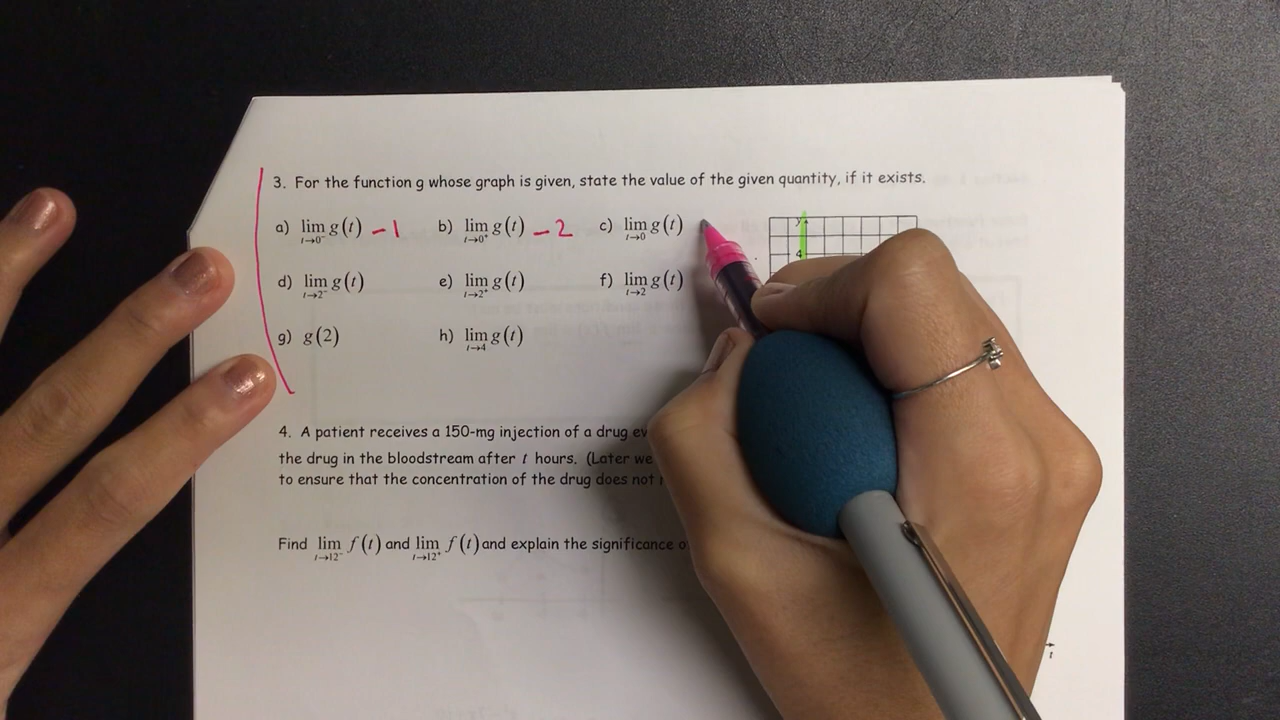 3. For the function g whose graph is given, state the value of the given quantity, if it exists.
a) lim t→0⁻ g(t) -1 b) lim t→0⁺ g(t) -2 c) lim t→0 g(t)
y
4
d) lim t→2⁻ g(t) e) lim t→2⁺ g(t) f) lim t→2 g(t)
g) g(2) h) lim t→4 g(t)
4. A patient receives a 150-mg injection of a drug
the drug in the bloodstream after t hours. (Later we
to ensure that the concentration of the drug does not
Find lim t→12⁻ f(t) and lim t→12⁺ f(t) and explain the significance
t